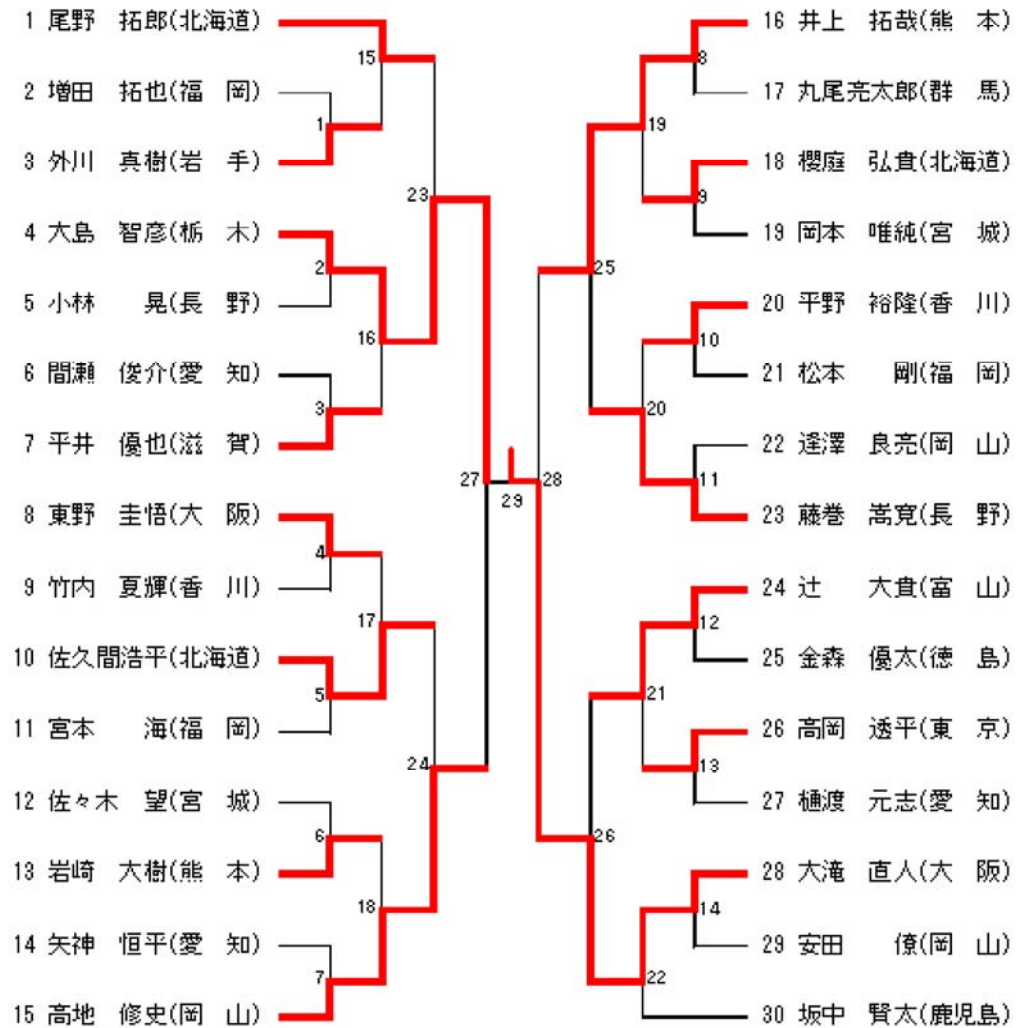 1 尾野 拓郎(北海道)
2 増田 拓也(福 岡)
3 外川 真樹(岩 手)
4 大島 智彦(栃 木)
5 小林 晃(長 野)
6 間瀬 俊介(愛 知)
7 平井 優也(滋 賀)
8 東野 圭悟(大 阪)
9 竹内 夏輝(香 川)
10 佐久間浩平(北海道)
11 宮本 海(福 岡)
12 佐々木 望(宮 城)
13 岩崎 大樹(熊 本)
14 矢神 恒平(愛 知)
15 高地 修史(岡 山)
15
1
23
2
16
3
27
4
17
5
24
6
18
7
29
28
8
19
9
25
10
20
11
12
21
13
26
14
22
16 井上 拓哉(熊 本)
17 丸尾亮太郎(群 馬)
18 櫻庭 弘貴(北海道)
19 岡本 唯純(宮 城)
20 平野 裕隆(香 川)
21 松本 剛(福 岡)
22 逢澤 良亮(岡 山)
23 藤巻 嵩寛(長 野)
24 辻 大貴(富 山)
25 金森 優太(徳 島)
26 高岡 透平(東 京)
27 樋渡 元志(愛 知)
28 大滝 直人(大 阪)
29 安田 僚(岡 山)
30 坂中 賢太(鹿児島)